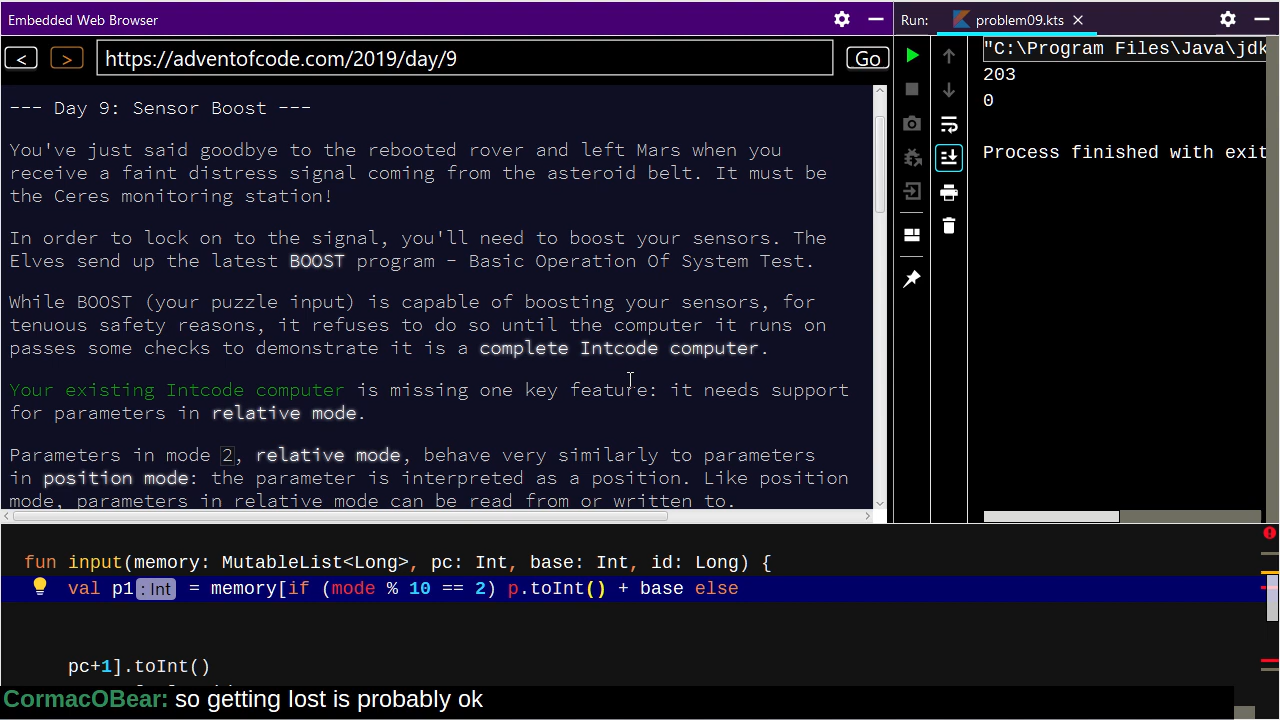 Embedded Web Browser
Run: problem09.kts
< > https://adventofcode.com/2019/day/9 Go
--- Day 9: Sensor Boost ---
You've just said goodbye to the rebooted rover and left Mars when you
receive a faint distress signal coming from the asteroid belt. It must be
the Ceres monitoring station!
In order to lock on to the signal, you'll need to boost your sensors. The
Elves send up the latest BOOST program - Basic Operation Of System Test.
While BOOST (your puzzle input) is capable of boosting your sensors, for
tenuous safety reasons, it refuses to do so until the computer it runs on
passes some checks to demonstrate it is a complete Intcode computer.
Your existing Intcode computer is missing one key feature: it needs support
for parameters in relative mode.
Parameters in mode 2, relative mode, behave very similarly to parameters
in position mode: the parameter is interpreted as a position. Like position
mode, parameters in relative mode can be read from or written to.
"C:\Program Files\Java\jdk
203
0
Process finished with exit
fun input(memory: MutableList<Long>, pc: Int, base: Int, id: Long) {
val p1 : Int = memory[if (mode % 10 == 2) p.toInt() + base else
pc+1].toInt()
CormacOBear: so getting lost is probably ok